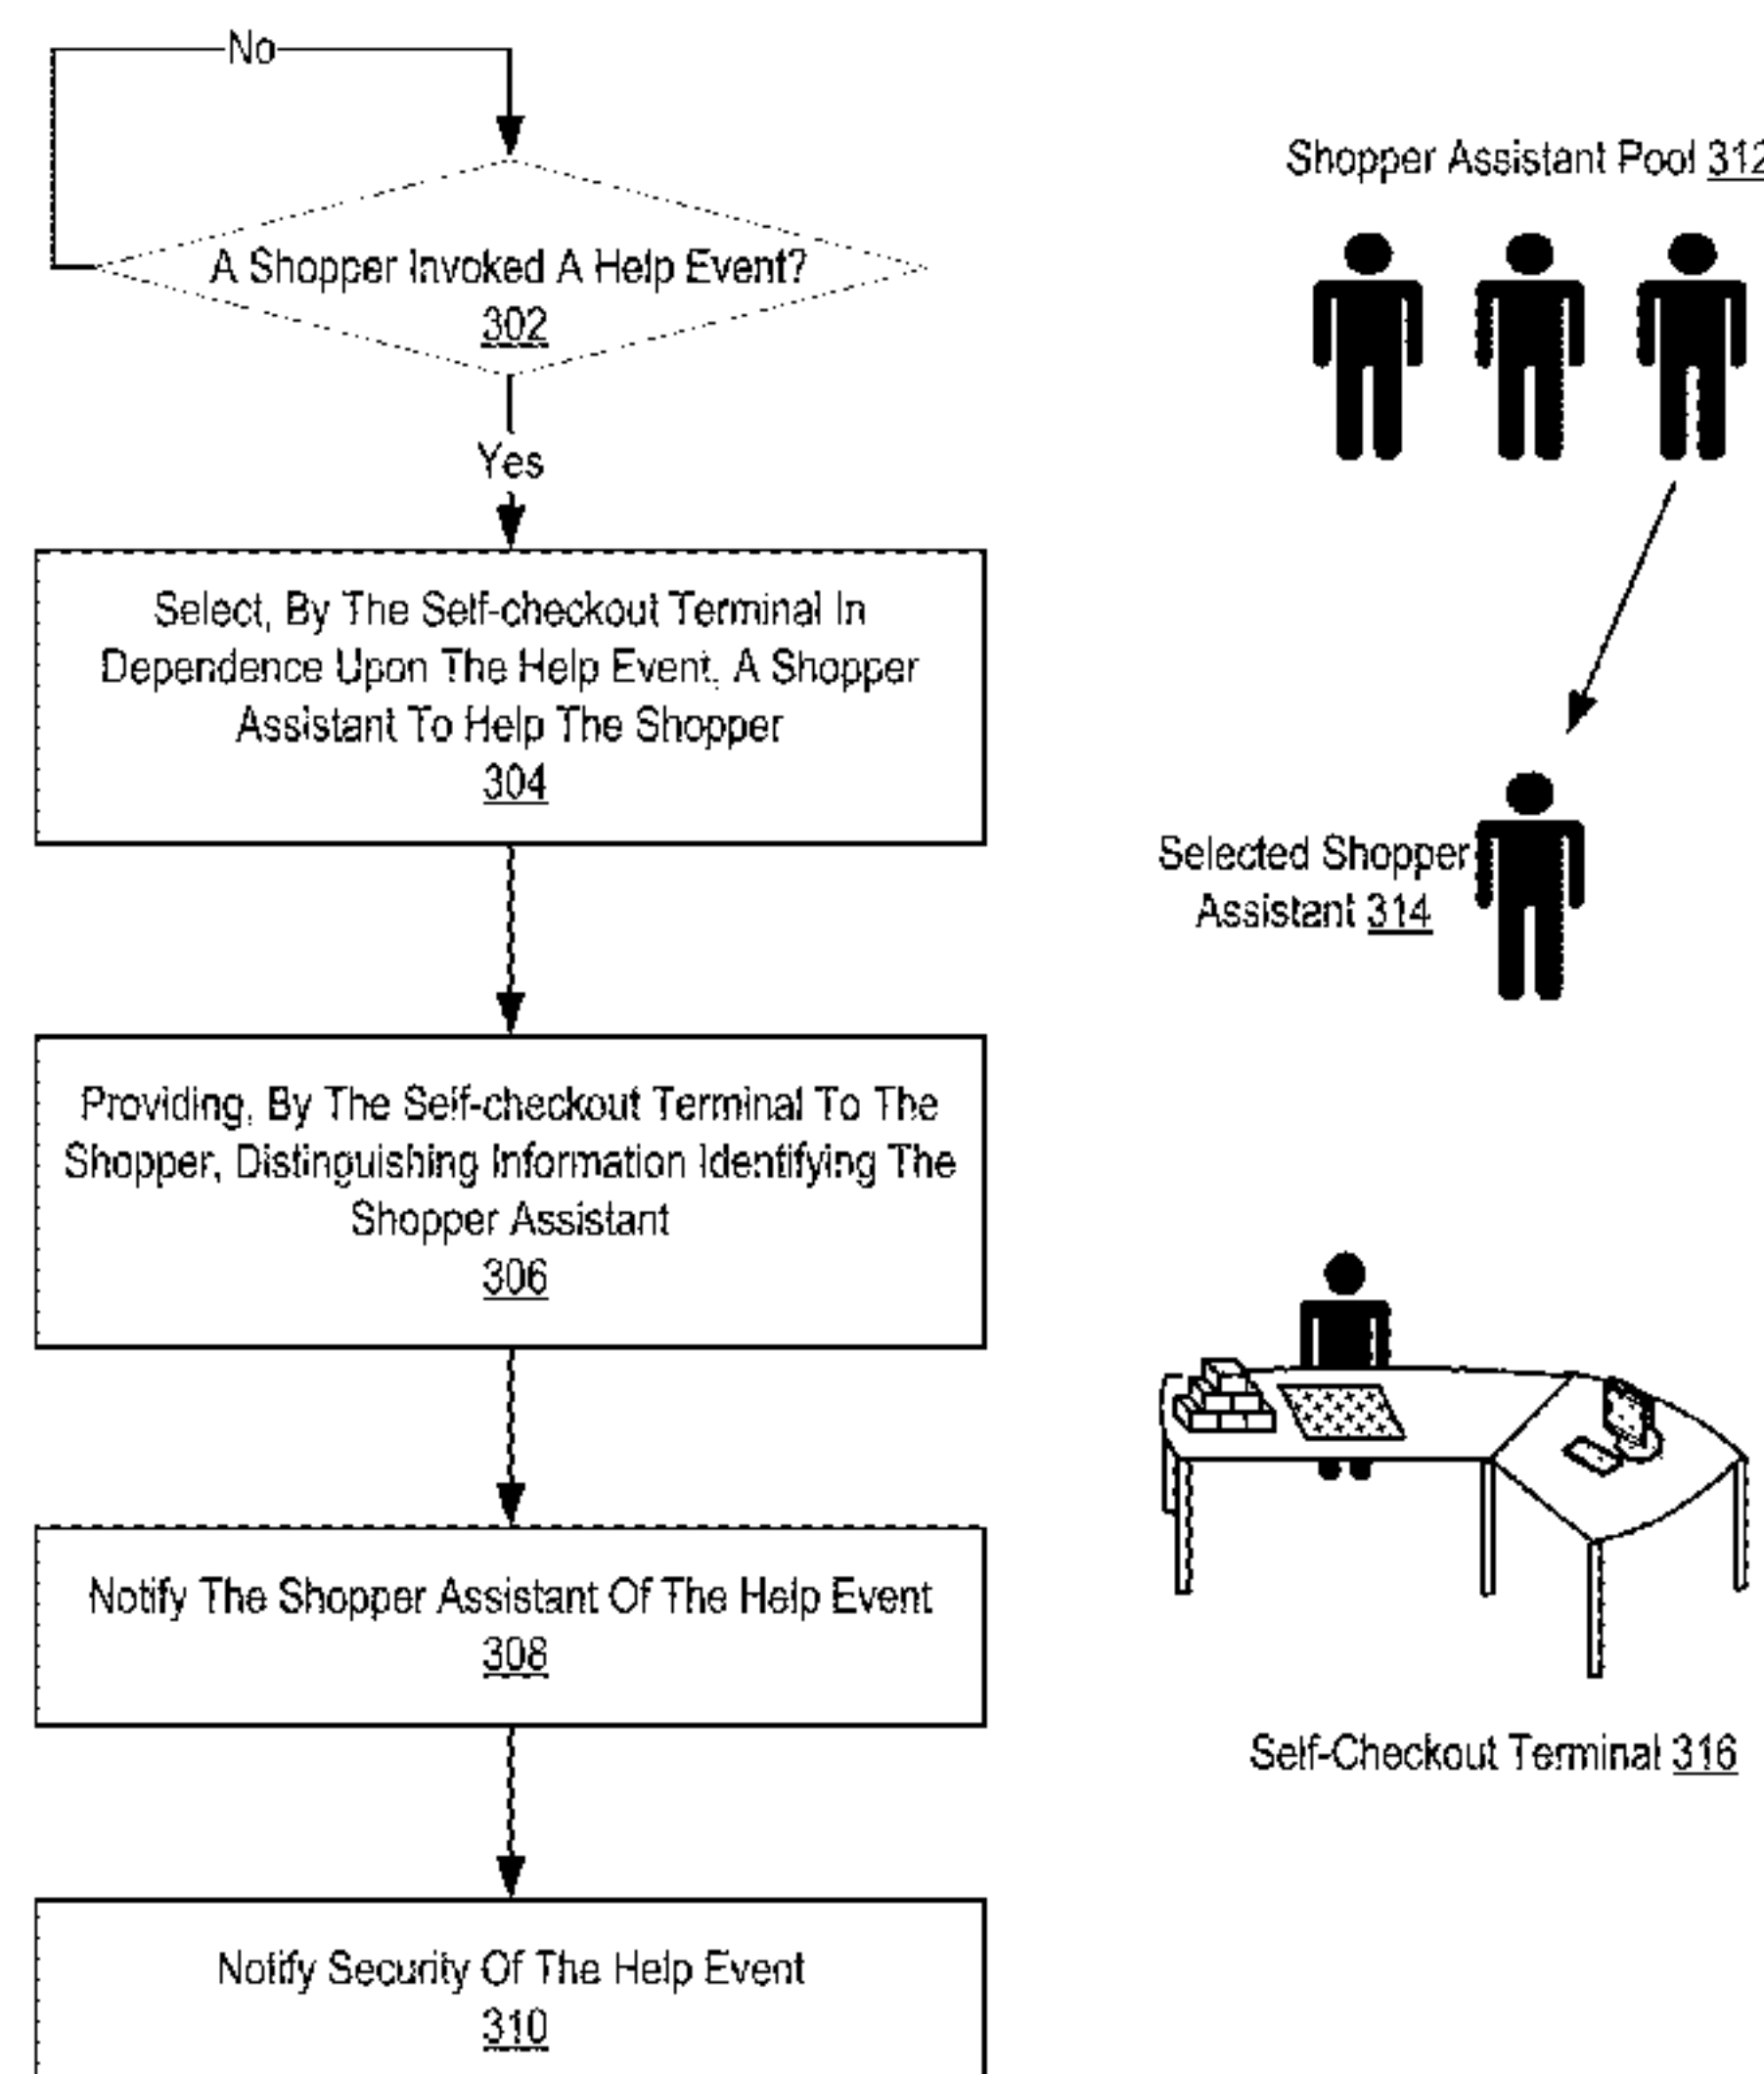 No
A Shopper Invoked A Help Event?
302
Yes
Select, By The Self-checkout Terminal In
Dependence Upon The Help Event, A Shopper
Assistant To Help The Shopper
304
Providing, By The Self-checkout Terminal To The
Shopper, Distinguishing Information Identifying The
Shopper Assistant
306
Notify The Shopper Assistant Of The Help Event
308
Notify Security Of The Help Event
310
Shopper Assistant Pool 312
Selected Shopper
Assistant 314
Self-Checkout Terminal 316